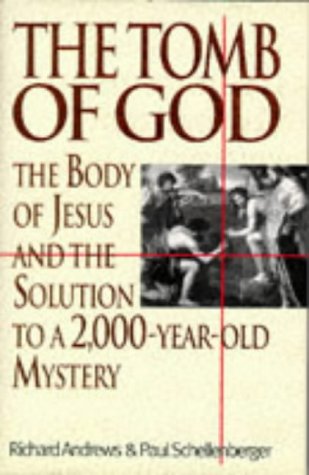 THE TOMB
OF GOD
THE BODY
OF JESUS
AND THE
SOLUTION
TO A 2,000-YEAR-OLD
MYSTERY
Richard Andrews & Paul Schellenberger